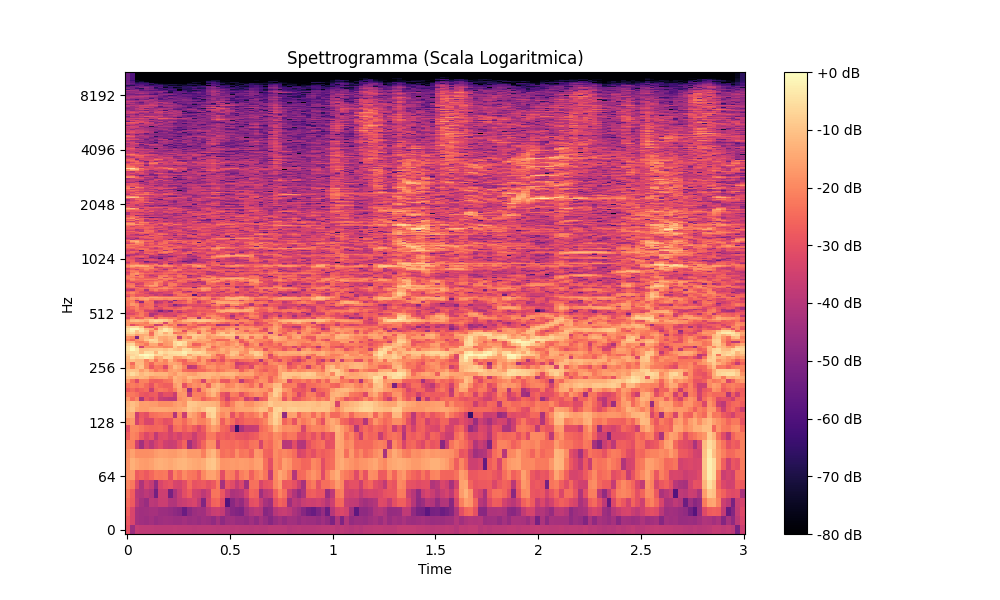 Spettrogramma (Scala Logaritmica)
Hz
8192
4096
2048
1024
512
256
128
64
0
0 0.5 1 1.5 2 2.5 3
Time
+0 dB
-10 dB
-20 dB
-30 dB
-40 dB
-50 dB
-60 dB
-70 dB
-80 dB